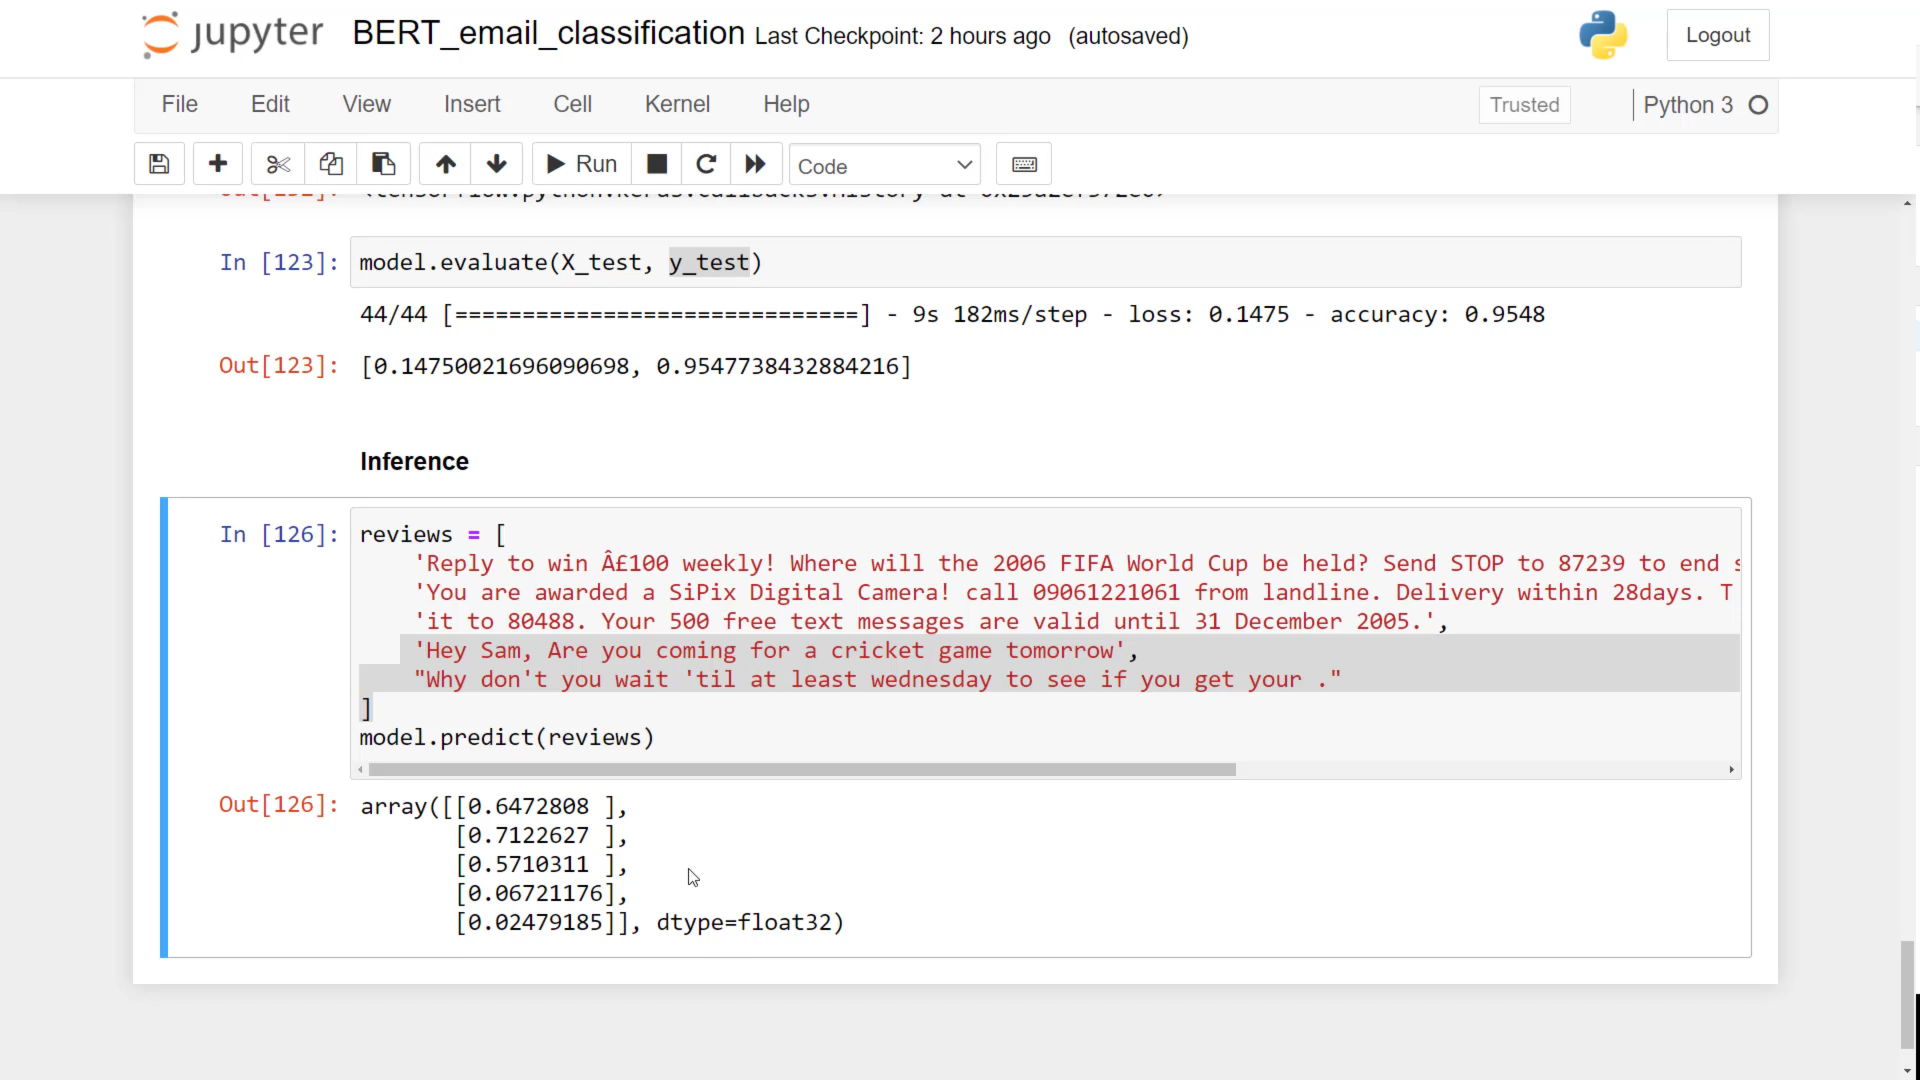 jupyter BERT_email_classification Last Checkpoint: 2 hours ago (autosaved) Logout
File Edit View Insert Cell Kernel Help Trusted Python 3
Run Code
In [123]: model.evaluate(X_test, y_test)
44/44 [==============================] - 9s 182ms/step - loss: 0.1475 - accuracy: 0.9548
Out[123]: [0.14750021696090698, 0.9547738432884216]
Inference
In [126]: reviews = [
'Reply to win Â£100 weekly! Where will the 2006 FIFA World Cup be held? Send STOP to 87239 to end s
'You are awarded a SiPix Digital Camera! call 09061221061 from landline. Delivery within 28days. T
'it to 80488. Your 500 free text messages are valid until 31 December 2005.',
'Hey Sam, Are you coming for a cricket game tomorrow',
"Why don't you wait 'til at least wednesday to see if you get your ."
]
model.predict(reviews)
Out[126]: array([[0.6472808 ],
[0.7122627 ],
[0.5710311 ],
[0.06721176],
[0.02479185]], dtype=float32)